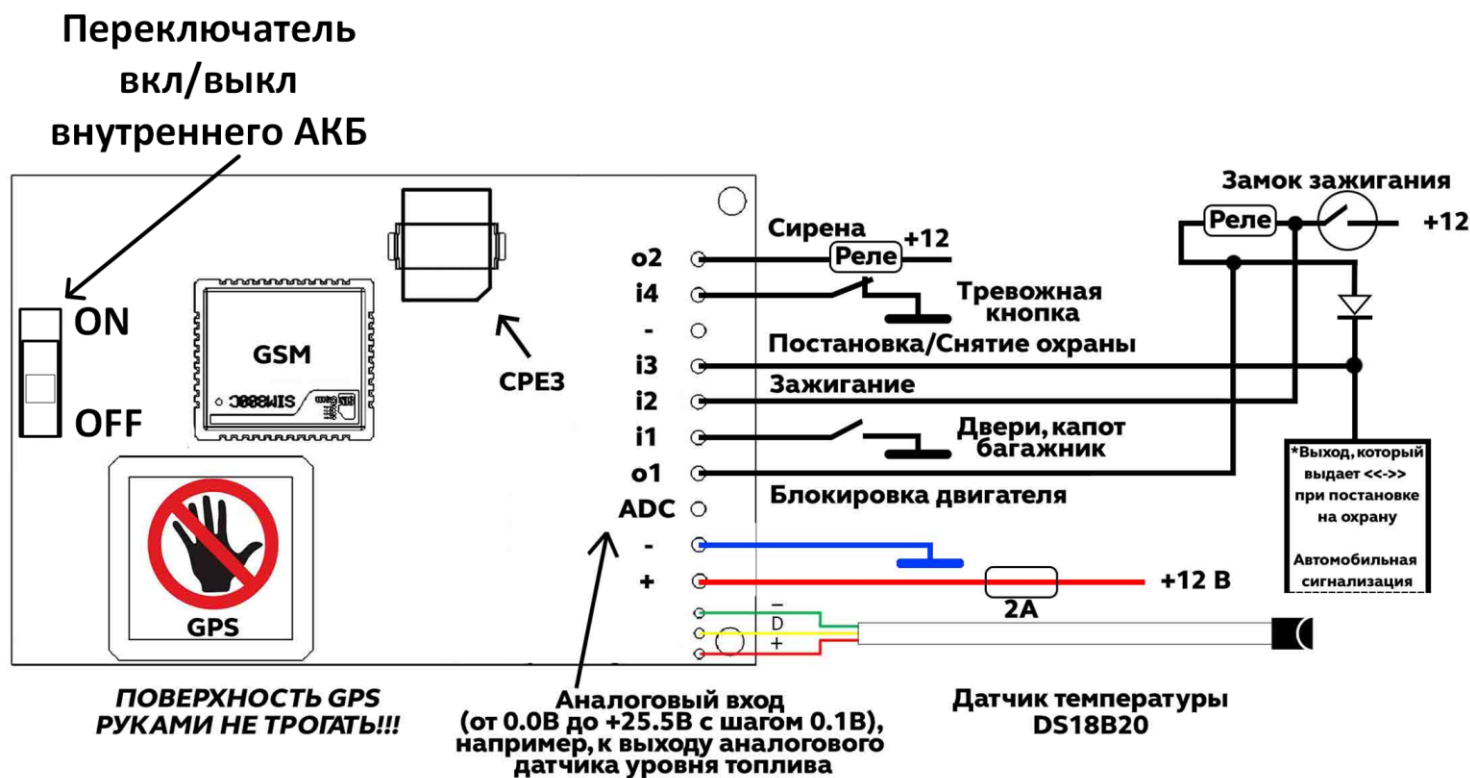 Переключатель
вкл/выкл
внутреннего АКБ
ON
OFF
GSM
SIM800C
СРЕЗ
GPS
ПОВЕРХНОСТЬ GPS
РУКАМИ НЕ ТРОГАТЬ!!!
o2
i4
-
i3
i2
i1
o1
ADC
-
+
Сирена
Реле
+12
Тревожная
кнопка
Постановка/Снятие охраны
Зажигание
Двери, капот
багажник
Блокировка двигателя
+12 В
2А
–
D
+
Аналоговый вход
(от 0.0В до +25.5В с шагом 0.1В),
например, к выходу аналогового
датчика уровня топлива
Датчик температуры
DS18B20
Замок зажигания
Реле
+12
*Выход, который
выдает <<->>
при постановке
на охрану
Автомобильная
сигнализация